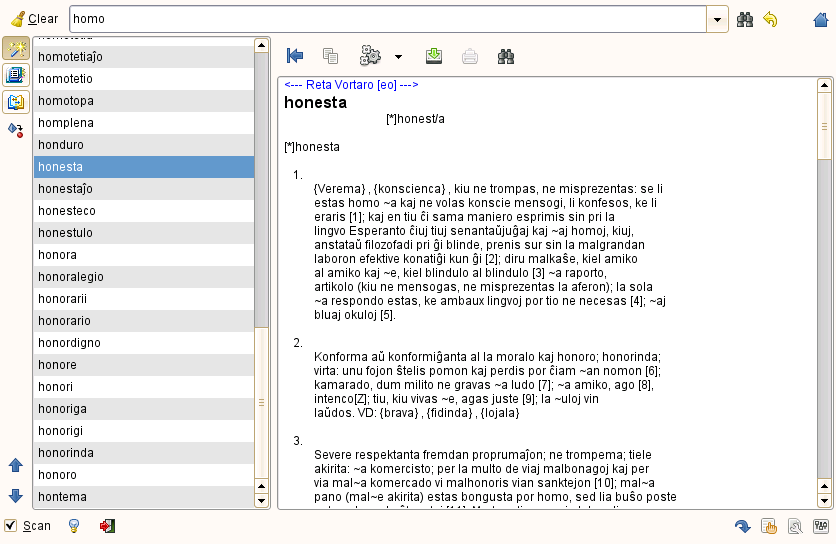 Clear
homo
homotetiaĵo
homotetio
homotopa
homplena
honduro
honesta
honestaĵo
honesteco
honestulo
honora
honoralegio
honorarii
honorario
honordigno
honore
honori
honoriga
honorigi
honorinda
honoro
hontema
Scan
<--- Reta Vortaro [eo] --->
honesta
[*]honest/a
[*]honesta
1.
{Verema} , {konscienca} , kiu ne trompas, ne misprezentas: se li
estas homo ~a kaj ne volas konscie mensogi, li konfesos, ke li
eraris [1]; kaj en tiu ĉi sama maniero esprimis sin pri la
lingvo Esperanto ĉiuj tiuj senantaŭjuĝaj kaj ~aj homoj, kiuj,
anstataŭ filozofadi pri ĝi blinde, prenis sur sin la malgrandan
laboron efektive konatiĝi kun ĝi [2]; diru malkaŝe, kiel amiko
al amiko kaj ~e, kiel blindulo al blindulo [3] ~a raporto,
artikolo (kiu ne mensogas, ne misprezentas la aferon); la sola
~a respondo estas, ke ambaux lingvoj por tio ne necesas [4]; ~aj
bluaj okuloj [5].
2.
Konforma aŭ konformiĝanta al la moralo kaj honoro; honorinda;
virta: unu fojon ŝtelis pomon kaj perdis por ĉiam ~an nomon [6];
kamarado, dum milito ne gravas ~a ludo [7]; ~a amiko, ago [8],
intenco[Z]; tiu, kiu vivas ~e, agas juste [9]; la ~uloj vin
laŭdos. VD: {brava} , {fidinda} , {lojala}
3.
Severe respektanta fremdan proprumaĵon; ne trompema; tiele
akirita: ~a komercisto; per la multo de viaj malbonagoj kaj per
via mal~a komercado vi malhonoris vian sanktejon [10]; mal~a
pano (mal~e akirita) estas bongusta por homo, sed lia buŝo poste